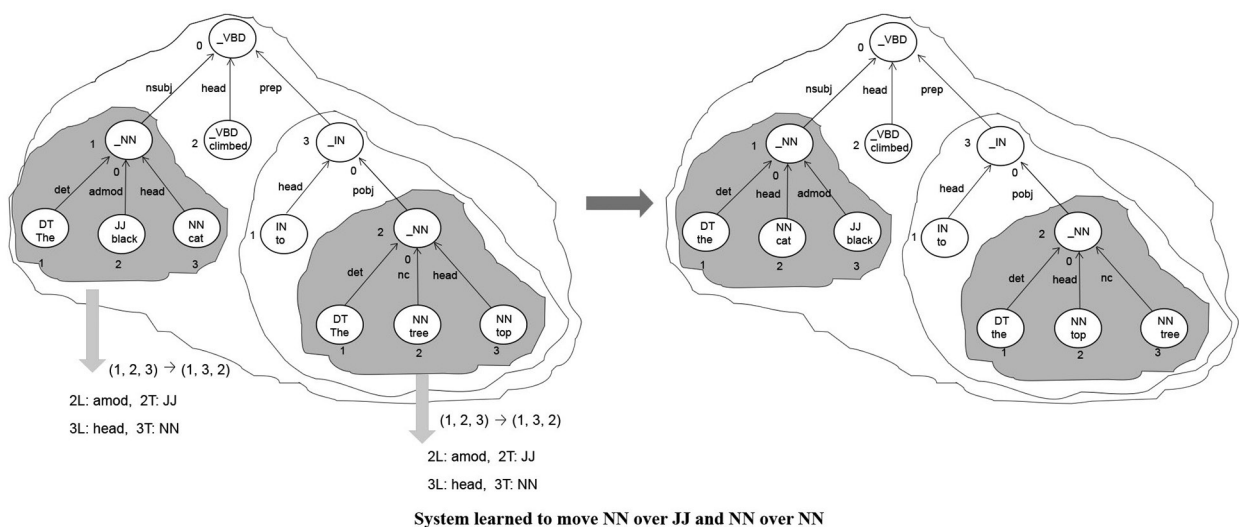 _VBD
0
nsubj
head
prep
_NN
1
0
_VBD
climbed
2
_IN
3
0
det
admod
head
head
pobj
DT
The
JJ
black
NN
cat
1
2
3
IN
to
1
_NN
2
0
det
nc
head
DT
The
NN
tree
NN
top
1
2
3
(1, 2, 3) → (1, 3, 2)
2L: amod, 2T: JJ
3L: head, 3T: NN
(1, 2, 3) → (1, 3, 2)
2L: amod, 2T: JJ
3L: head, 3T: NN
_VBD
0
nsubj
head
prep
_NN
1
0
_VBD
climbed
2
_IN
3
0
det
head
admod
head
pobj
DT
the
NN
cat
JJ
black
1
2
3
IN
to
1
_NN
2
0
det
head
nc
DT
the
NN
top
NN
tree
1
2
3
System learned to move NN over JJ and NN over NN